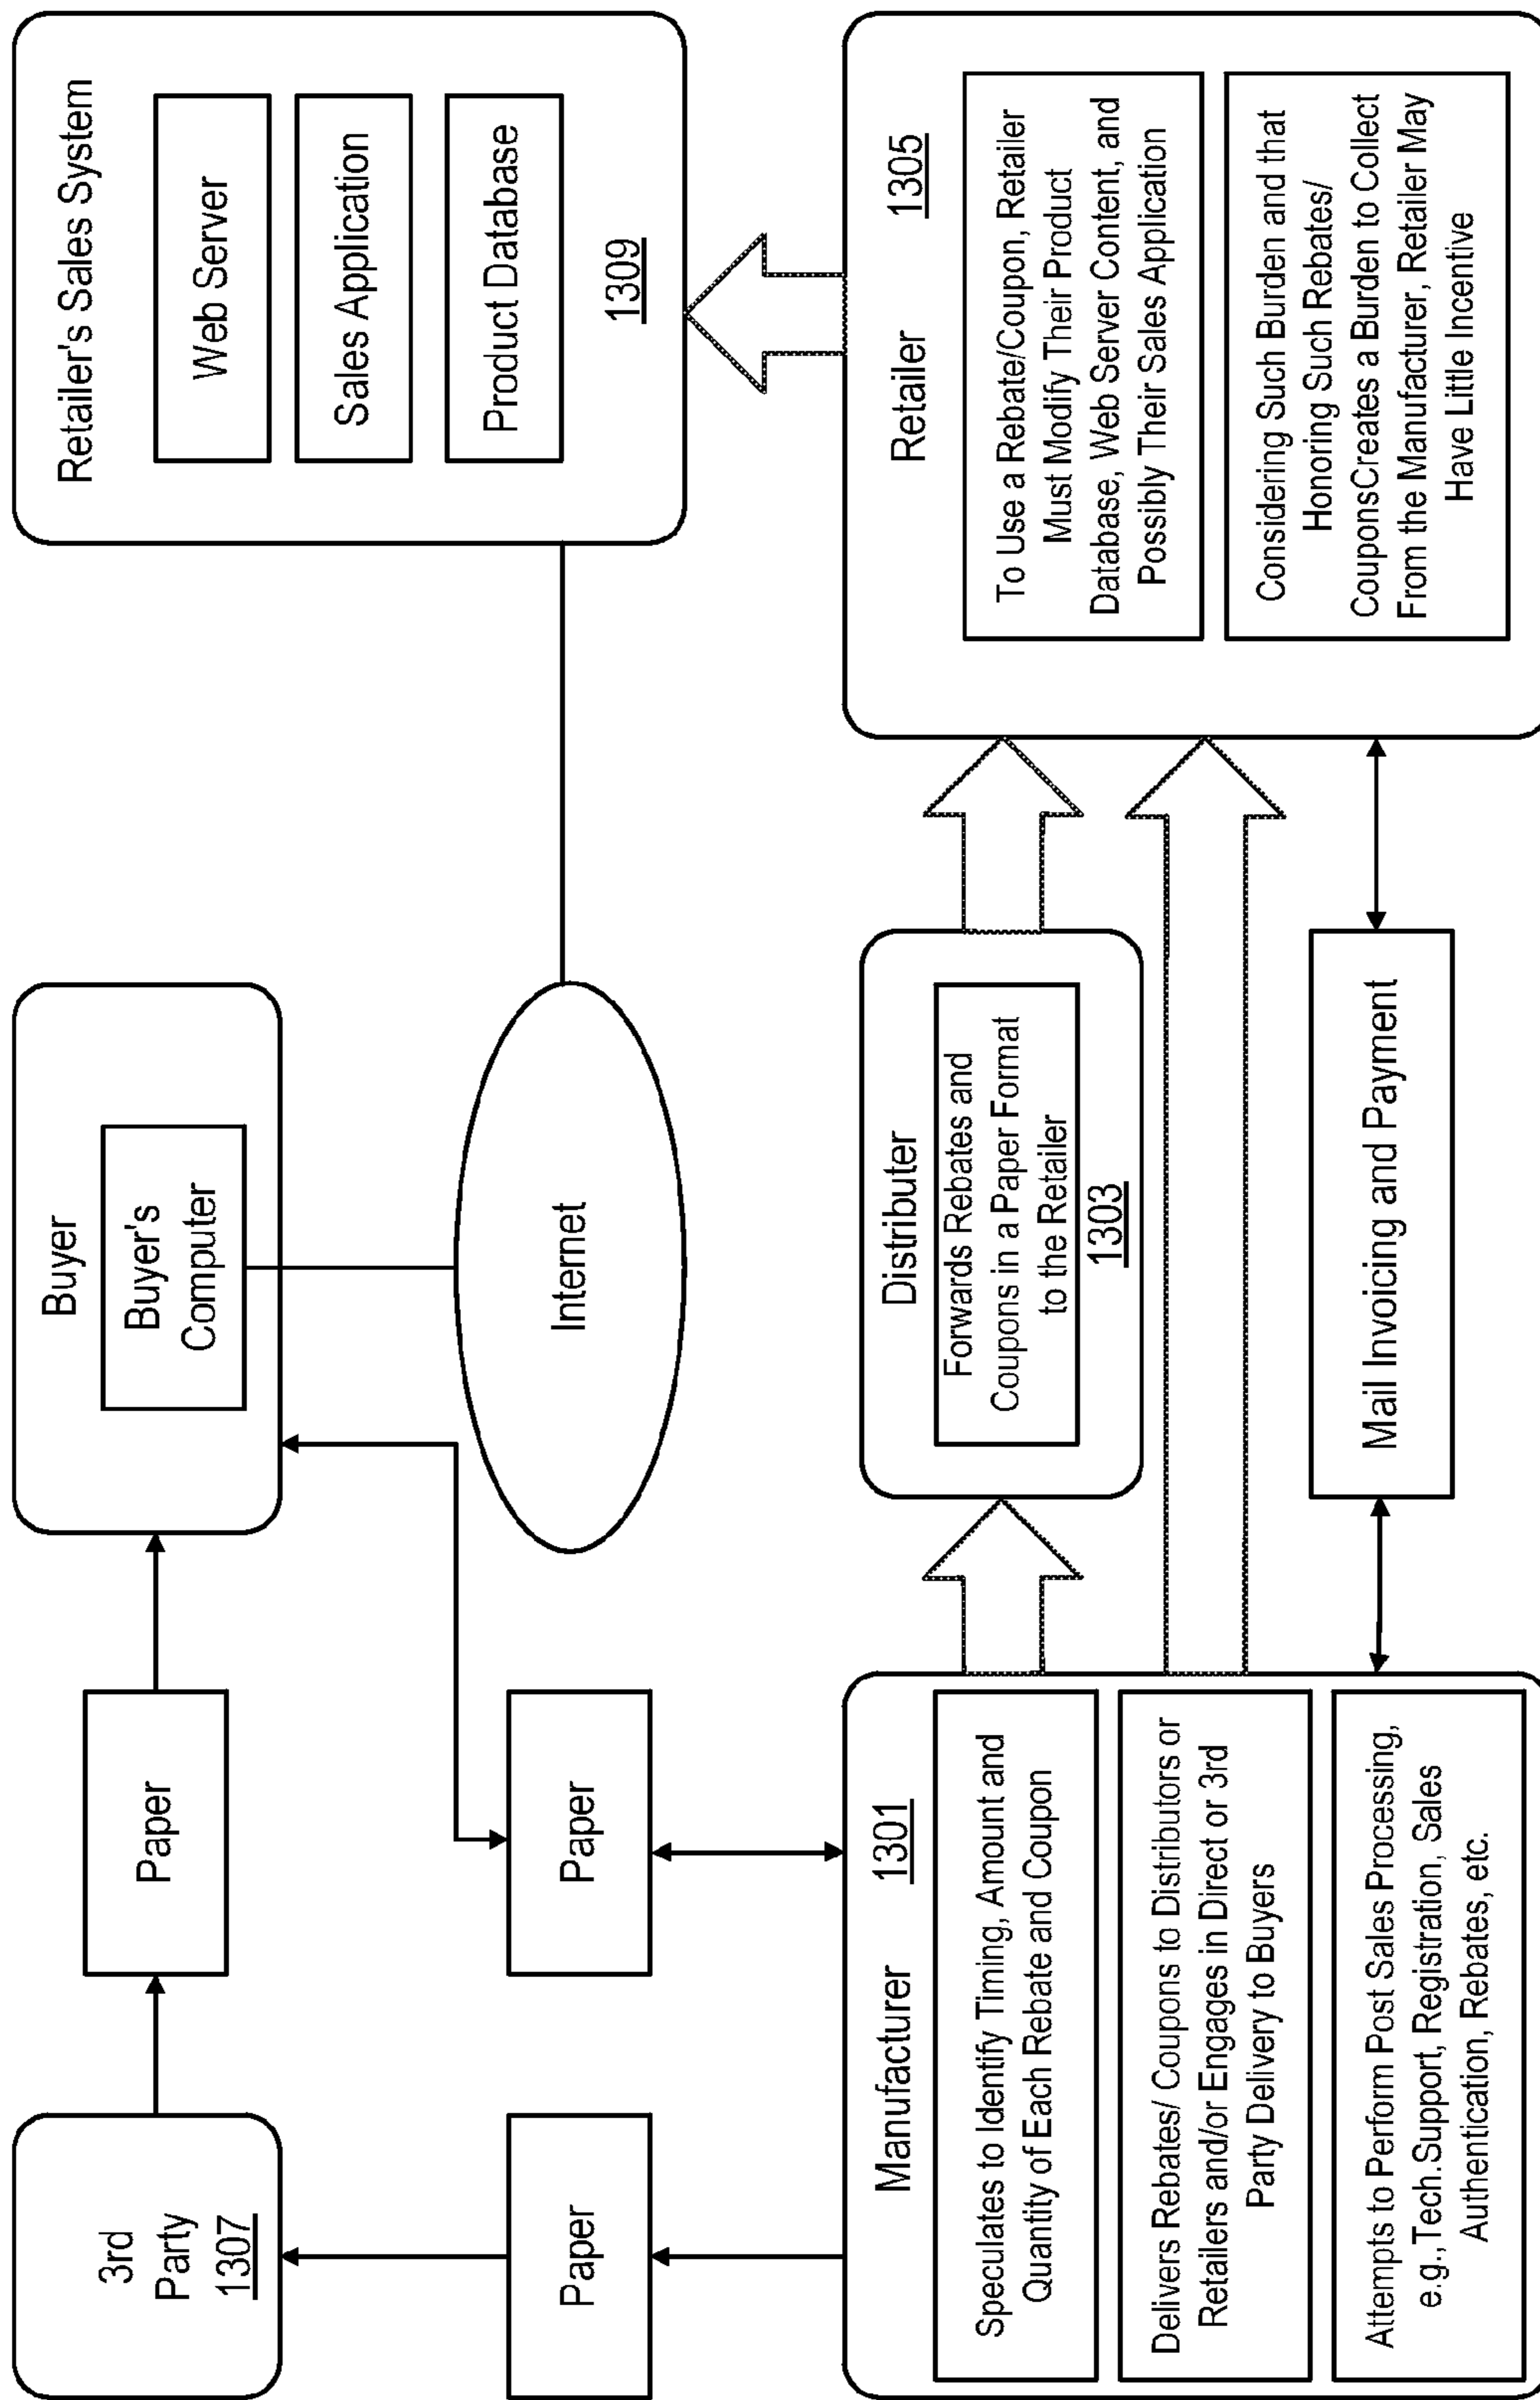 3rd
Party
1307
Paper
Buyer
Buyer's
Computer
Retailer's Sales System
Web Server
Sales Application
Product Database
1309
Paper
Paper
Internet
Manufacturer
1301
Speculates to Identify Timing, Amount and
Quantity of Each Rebate and Coupon
Delivers Rebates/ Coupons to Distributors or
Retailers and/or Engages in Direct or 3rd
Party Delivery to Buyers
Attempts to Perform Post Sales Processing,
e.g.,Tech.Support, Registration, Sales
Authentication, Rebates, etc.
Distributer
Forwards Rebates and
Coupons in a Paper Format
to the Retailer
1303
Mail Invoicing and Payment
Retailer
1305
To Use a Rebate/Coupon, Retailer
Must Modify Their Product
Database, Web Server Content, and
Possibly Their Sales Application
Considering Such Burden and that
Honoring Such Rebates/
CouponsCreates a Burden to Collect
From the Manufacturer, Retailer May
Have Little Incentive